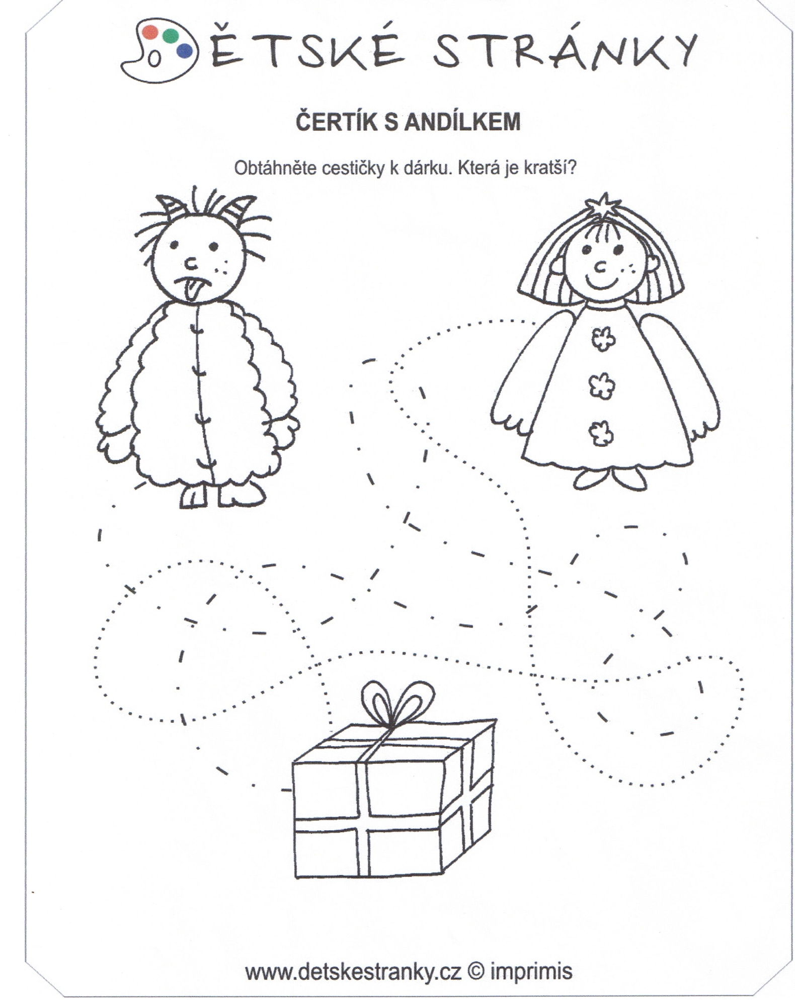 DĚTSKÉ STRÁNKY
ČERTÍK S ANDÍLKEM
Obtáhněte cestičky k dárku. Která je kratší?
www.detskestranky.cz © imprimis